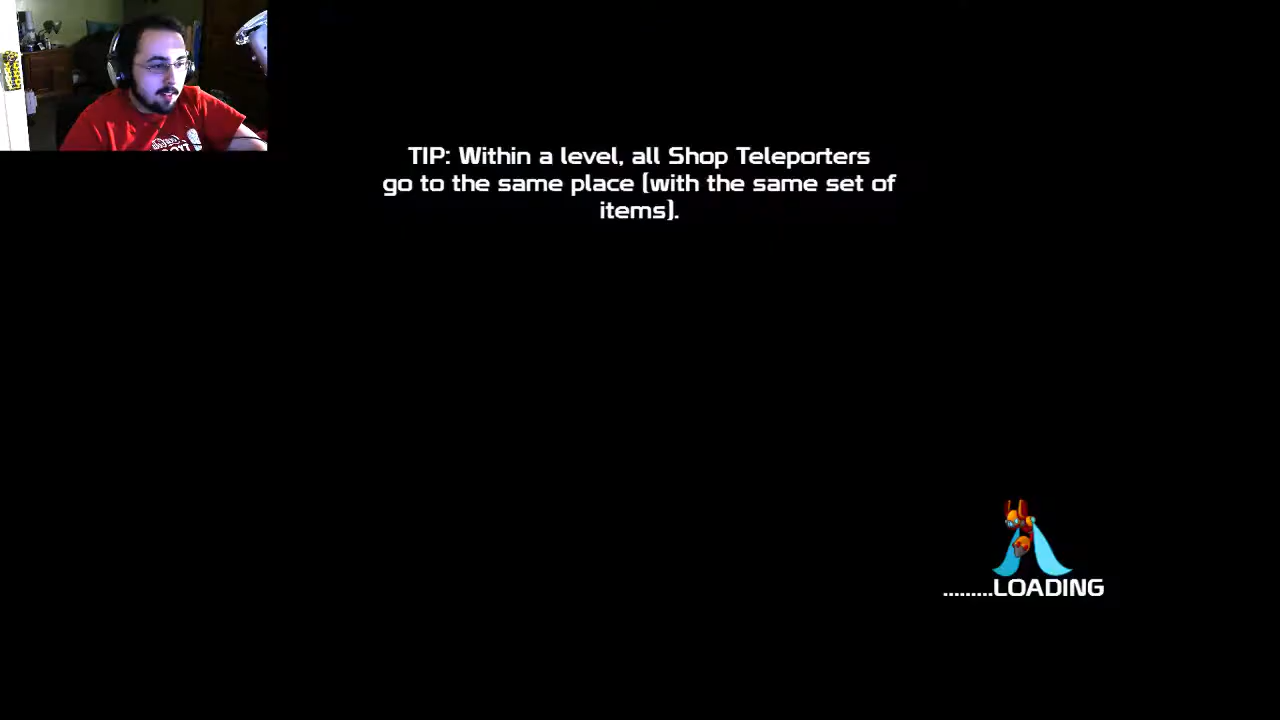 TIP: Within a level, all Shop Teleporters
go to the same place (with the same set of
items).
.........LOADING